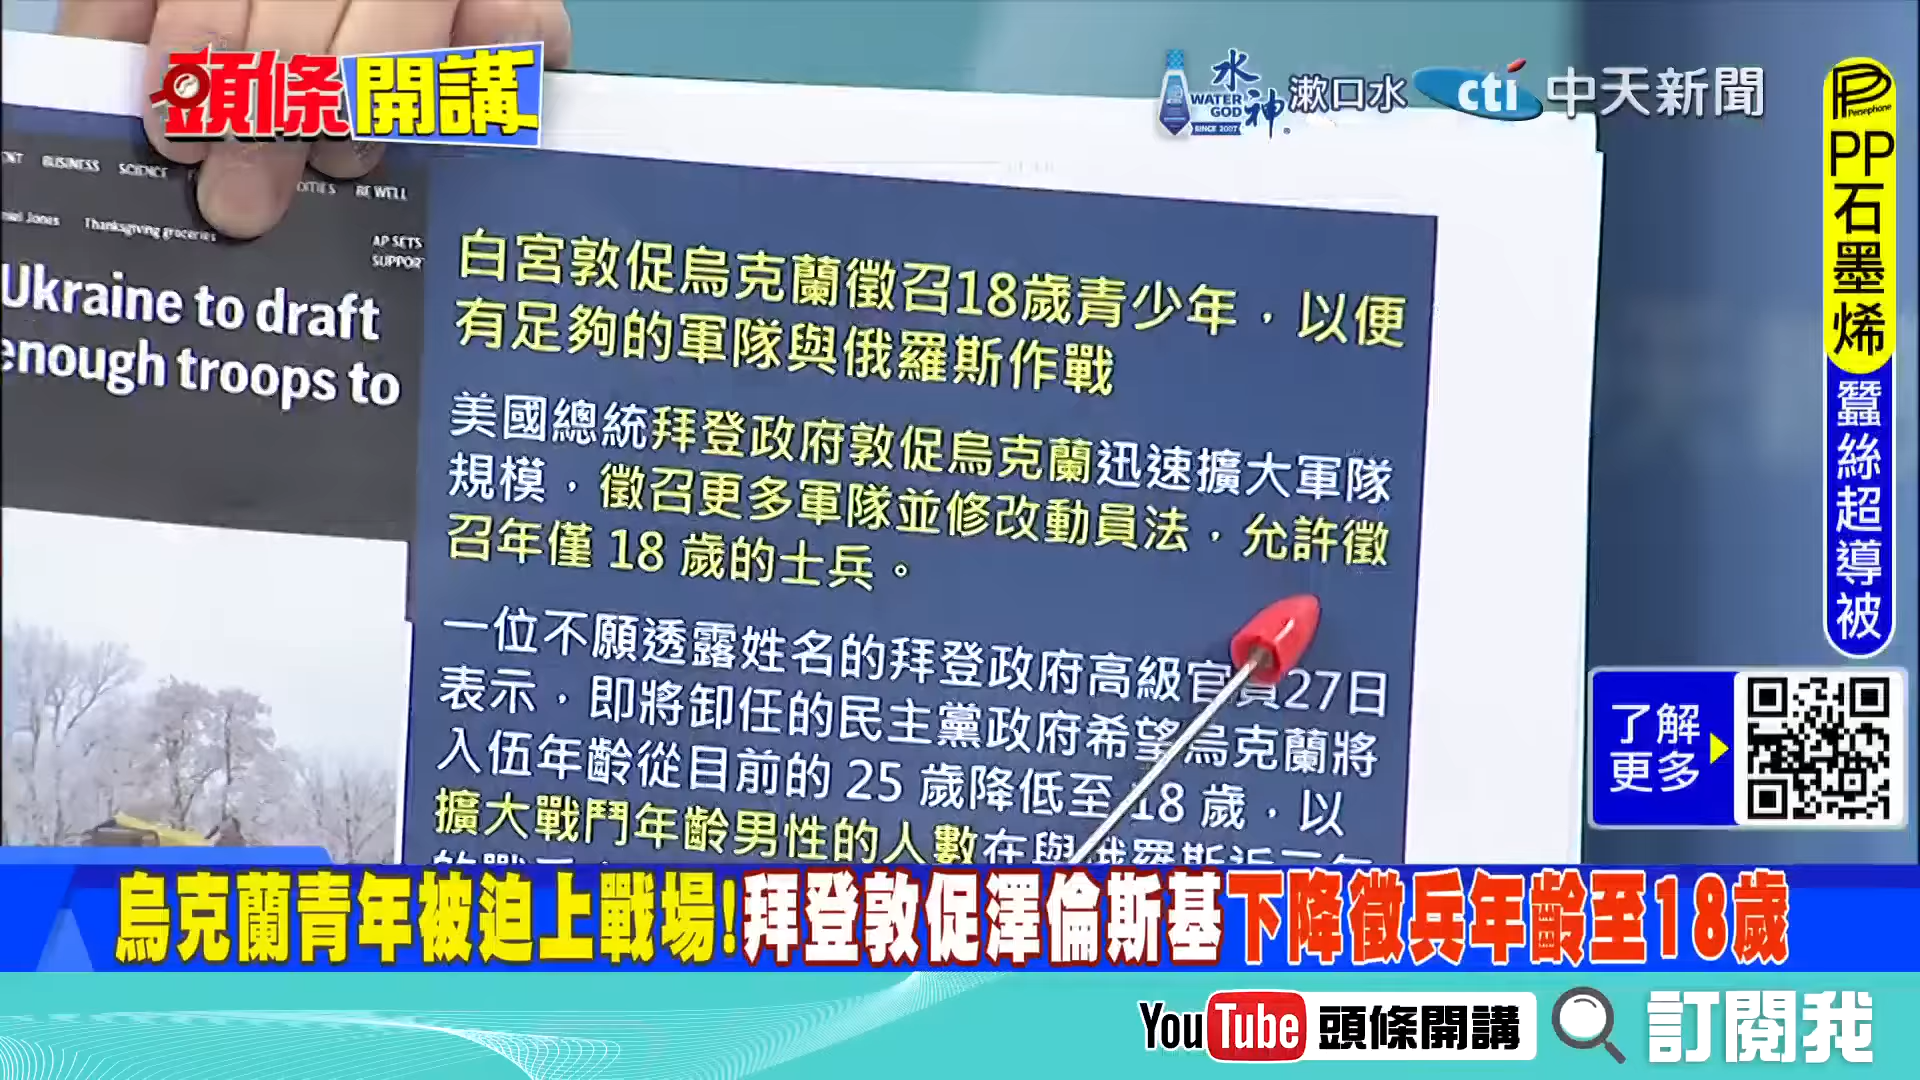 頭條開講
水神
WATER GOD
SINCE 2007
漱口水
cti 中天新聞
BUSINESS SCIENCE BE WELL
Jones Thanksgiving groceries
AP SETS
SUPPORT
Ukraine to draft
enough troops to
白宮敦促烏克蘭徵召18歲青少年，以便
有足夠的軍隊與俄羅斯作戰
美國總統拜登政府敦促烏克蘭迅速擴大軍隊
規模，徵召更多軍隊並修改動員法，允許徵
召年僅 18 歲的士兵。
一位不願透露姓名的拜登政府高級官員27日
表示，即將卸任的民主黨政府希望烏克蘭將
入伍年齡從目前的 25 歲降低至 18 歲，以
擴大戰鬥年齡男性的人數在與俄羅斯近三年
Persephone
PP石墨烯
蠶絲超導被
了解
更多
烏克蘭青年被迫上戰場!拜登敦促澤倫斯基下降徵兵年齡至18歲
YouTube 頭條開講 訂閱我